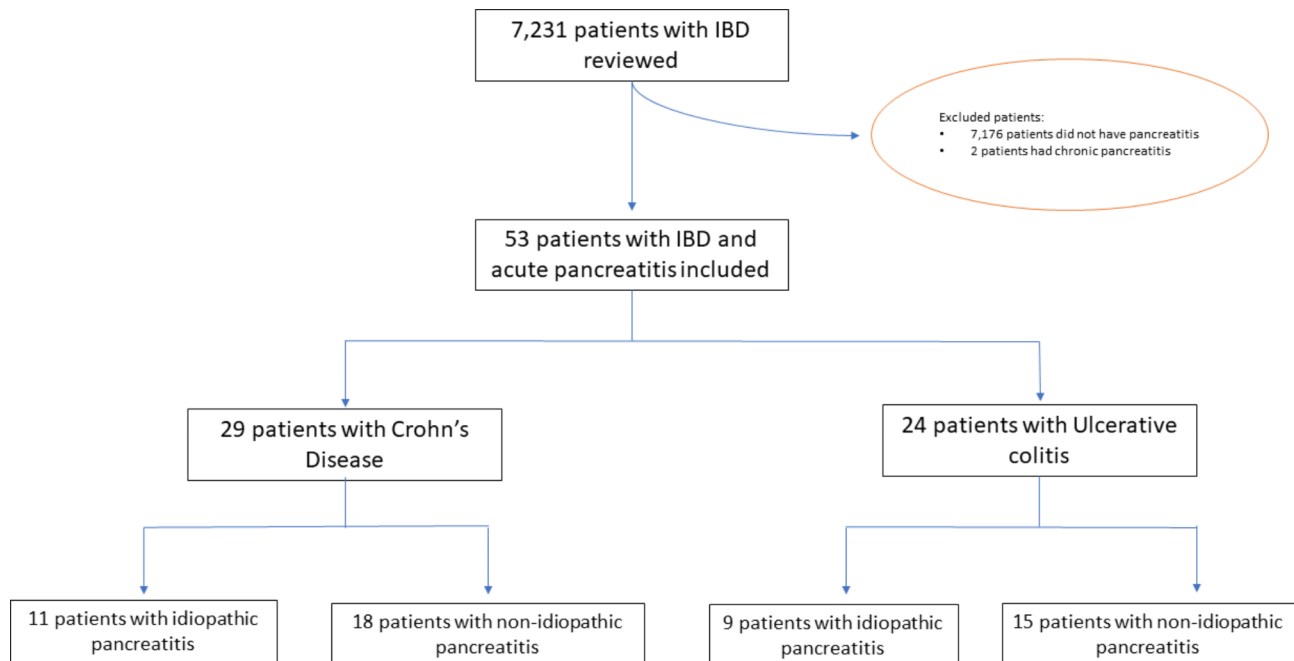 7,231 patients with IBD
reviewed
Excluded patients:
• 7,176 patients did not have pancreatitis
• 2 patients had chronic pancreatitis
53 patients with IBD and
acute pancreatitis included
29 patients with Crohn’s
Disease
24 patients with Ulcerative
colitis
11 patients with idiopathic
pancreatitis
18 patients with non-idiopathic
pancreatitis
9 patients with idiopathic
pancreatitis
15 patients with non-idiopathic
pancreatitis